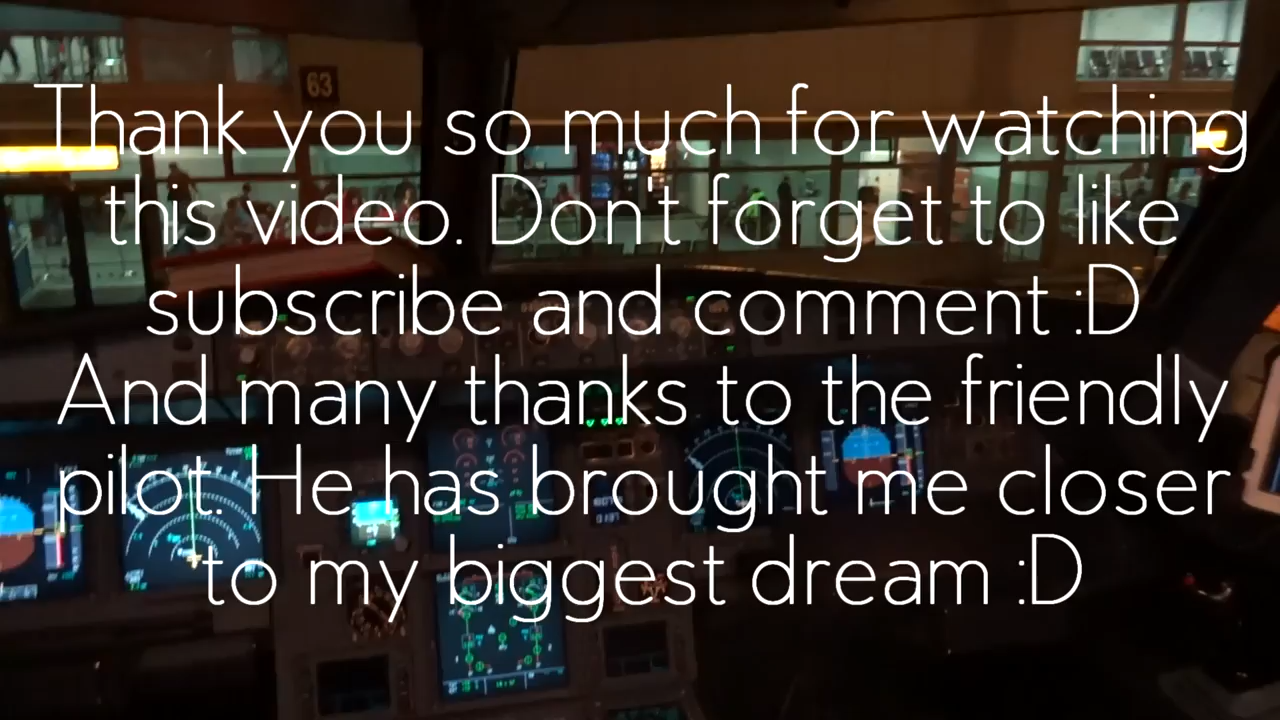 63
Thank you so much for watching
this video. Don't forget to like
subscribe and comment :D
And many thanks to the friendly
pilot. He has brought me closer
to my biggest dream :D